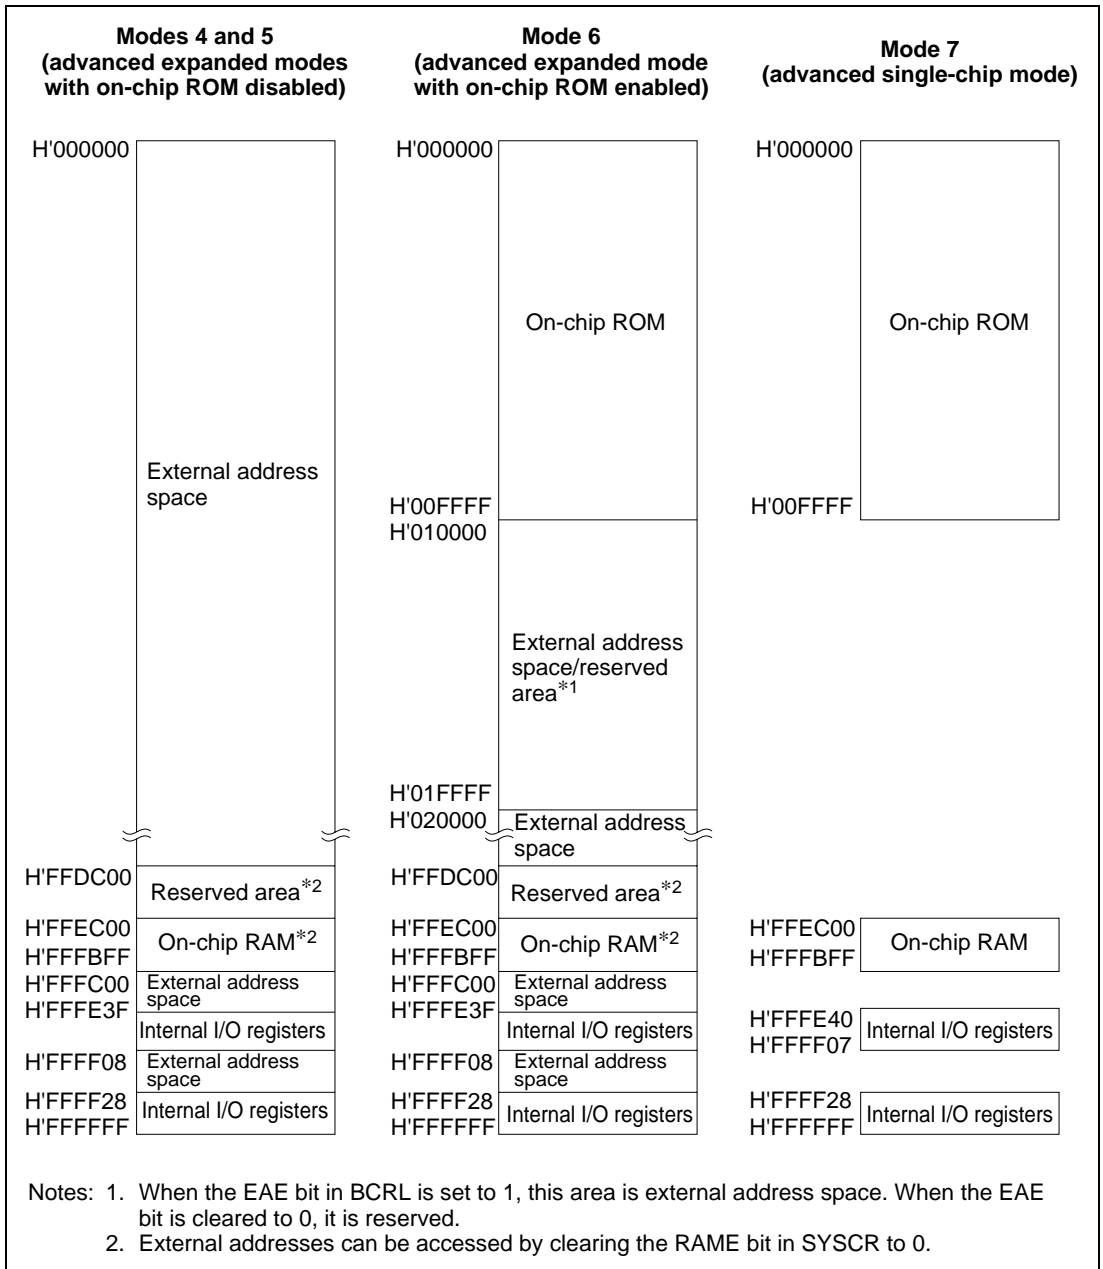 Modes 4 and 5
(advanced expanded modes
with on-chip ROM disabled)
Mode 6
(advanced expanded mode
with on-chip ROM enabled)
Mode 7
(advanced single-chip mode)
H'000000
External address
space
H'FFDC00
Reserved area*2
H'FFEC00
On-chip RAM*2
H'FFFBFF
H'FFFC00
External address
space
H'FFFE3F
Internal I/O registers
H'FFFF08
External address
space
H'FFFF28
Internal I/O registers
H'FFFFFF
H'000000
On-chip ROM
H'00FFFF
H'010000
External address
space/reserved
area*1
H'01FFFF
H'020000
External address
space
H'FFDC00
Reserved area*2
H'FFEC00
On-chip RAM*2
H'FFFBFF
H'FFFC00
External address
space
H'FFFE3F
Internal I/O registers
H'FFFF08
External address
space
H'FFFF28
Internal I/O registers
H'FFFFFF
H'000000
On-chip ROM
H'00FFFF
H'FFEC00
On-chip RAM
H'FFFBFF
H'FFFE40
Internal I/O registers
H'FFFF07
H'FFFF28
Internal I/O registers
H'FFFFFF
Notes: 1. When the EAE bit in BCRL is set to 1, this area is external address space. When the EAE
bit is cleared to 0, it is reserved.
2. External addresses can be accessed by clearing the RAME bit in SYSCR to 0.